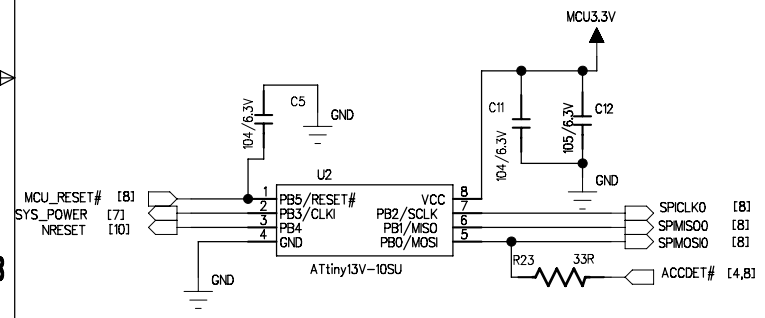 MCU3.3V
C5
104/6.3V
GND
C11
104/6.3V
105/6.3V
C12
GND
U2
MCU_RESET# [8]
1
PB5/RESET#
VCC
8
SYS_POWER [7]
2
PB3/CLKI
PB2/SCLK
7
SPICLK0 [8]
NRESET [10]
3
PB4
PB1/MISO
6
SPIMISO0 [8]
4
GND
PB0/MOSI
5
SPIMOSI0 [8]
ATtiny13V-10SU
R23
33R
ACCDET# [4,8]
GND